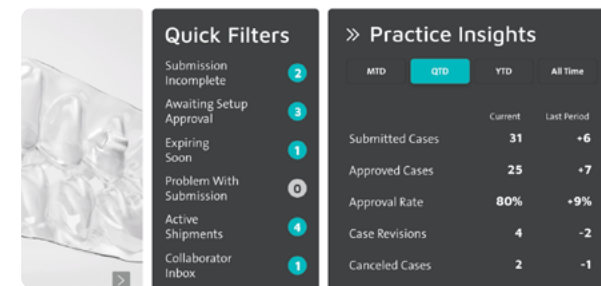 Quick Filters
Submission
Incomplete
2
Awaiting Setup
Approval
3
Expiring
Soon
1
Problem With
Submission
0
Active
Shipments
4
Collaborator
Inbox
1
» Practice Insights
MTD QTD YTD All Time
Current Last Period
Submitted Cases 31 +6
Approved Cases 25 +7
Approval Rate 80% +9%
Case Revisions 4 -2
Canceled Cases 2 -1